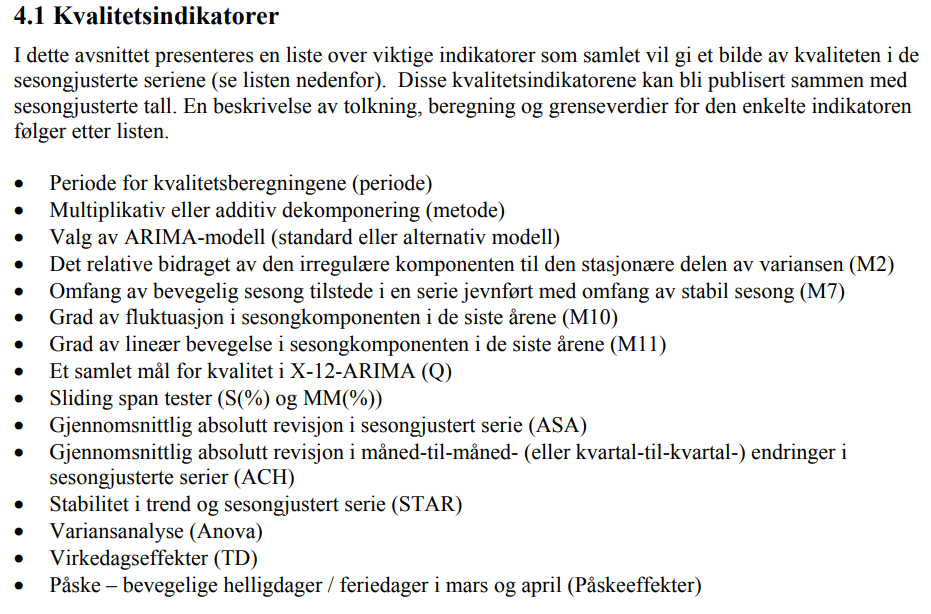 4.1 Kvalitetsindikatorer
I dette avsnittet presenteres en liste over viktige indikatorer som samlet vil gi et bilde av kvaliteten i de
sesongjusterte seriene (se listen nedenfor). Disse kvalitetsindikatorene kan bli publisert sammen med
sesongjusterte tall. En beskrivelse av tolkning, beregning og grenseverdier for den enkelte indikatoren
følger etter listen.
• Periode for kvalitetsberegningene (periode)
• Multiplikativ eller additiv dekomponering (metode)
• Valg av ARIMA-modell (standard eller alternativ modell)
• Det relative bidraget av den irregulære komponenten til den stasjonære delen av variansen (M2)
• Omfang av bevegelig sesong tilstede i en serie jevnført med omfang av stabil sesong (M7)
• Grad av fluktuasjon i sesongkomponenten i de siste årene (M10)
• Grad av lineær bevegelse i sesongkomponenten i de siste årene (M11)
• Et samlet mål for kvalitet i X-12-ARIMA (Q)
• Sliding span tester (S(%) og MM(%))
• Gjennomsnittlig absolutt revisjon i sesongjustert serie (ASA)
• Gjennomsnittlig absolutt revisjon i måned-til-måned- (eller kvartal-til-kvartal-) endringer i
sesongjusterte serier (ACH)
• Stabilitet i trend og sesongjustert serie (STAR)
• Variansanalyse (Anova)
• Virkedagseffekter (TD)
• Påske – bevegelige helligdager / feriedager i mars og april (Påskeeffekter)